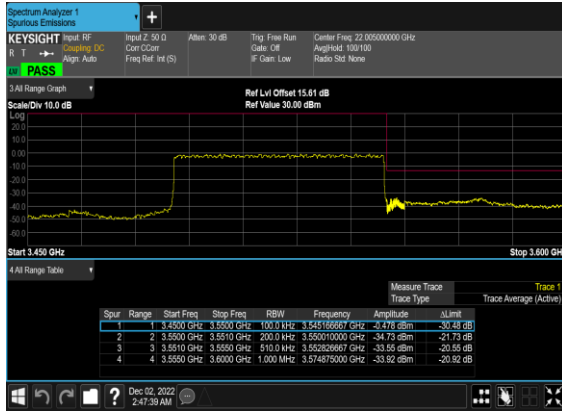 Spectrum Analyzer 1
Spurious Emissions
KEYSIGHT Input: RF Input Z: 50 Ω Atten: 30 dB Trig: Free Run Center Freq: 22.005000000 GHz
R T Coupling: DC Corr CCorr Gate: Off Avg|Hold: 100/100
Align: Auto Freq Ref: Int (S) IF Gain: Low Radio Std: None
PASS
3 All Range Graph
Ref Lvl Offset 15.61 dB
Scale/Div 10.0 dB Ref Value 30.00 dBm
Log
20.0
10.0
0.00
-10.0
-20.0
-30.0
-40.0
-50.0
-60.0
Start 3.450 GHz Stop 3.600 GHz
4 All Range Table
Measure Trace Trace 1
Trace Type Trace Average (Active)
Spur Range Start Freq Stop Freq RBW Frequency Amplitude ΔLimit
1 1 3.4500 GHz 3.5500 GHz 100.0 kHz 3.545166667 GHz -0.478 dBm -30.48 dB
2 2 3.5500 GHz 3.5510 GHz 200.0 kHz 3.550010000 GHz -34.73 dBm -21.73 dB
3 3 3.5510 GHz 3.5550 GHz 510.0 kHz 3.552826667 GHz -33.55 dBm -20.55 dB
4 4 3.5550 GHz 3.6000 GHz 1.000 MHz 3.574875000 GHz -33.92 dBm -20.92 dB
? Dec 02, 2022
2:47:39 AM